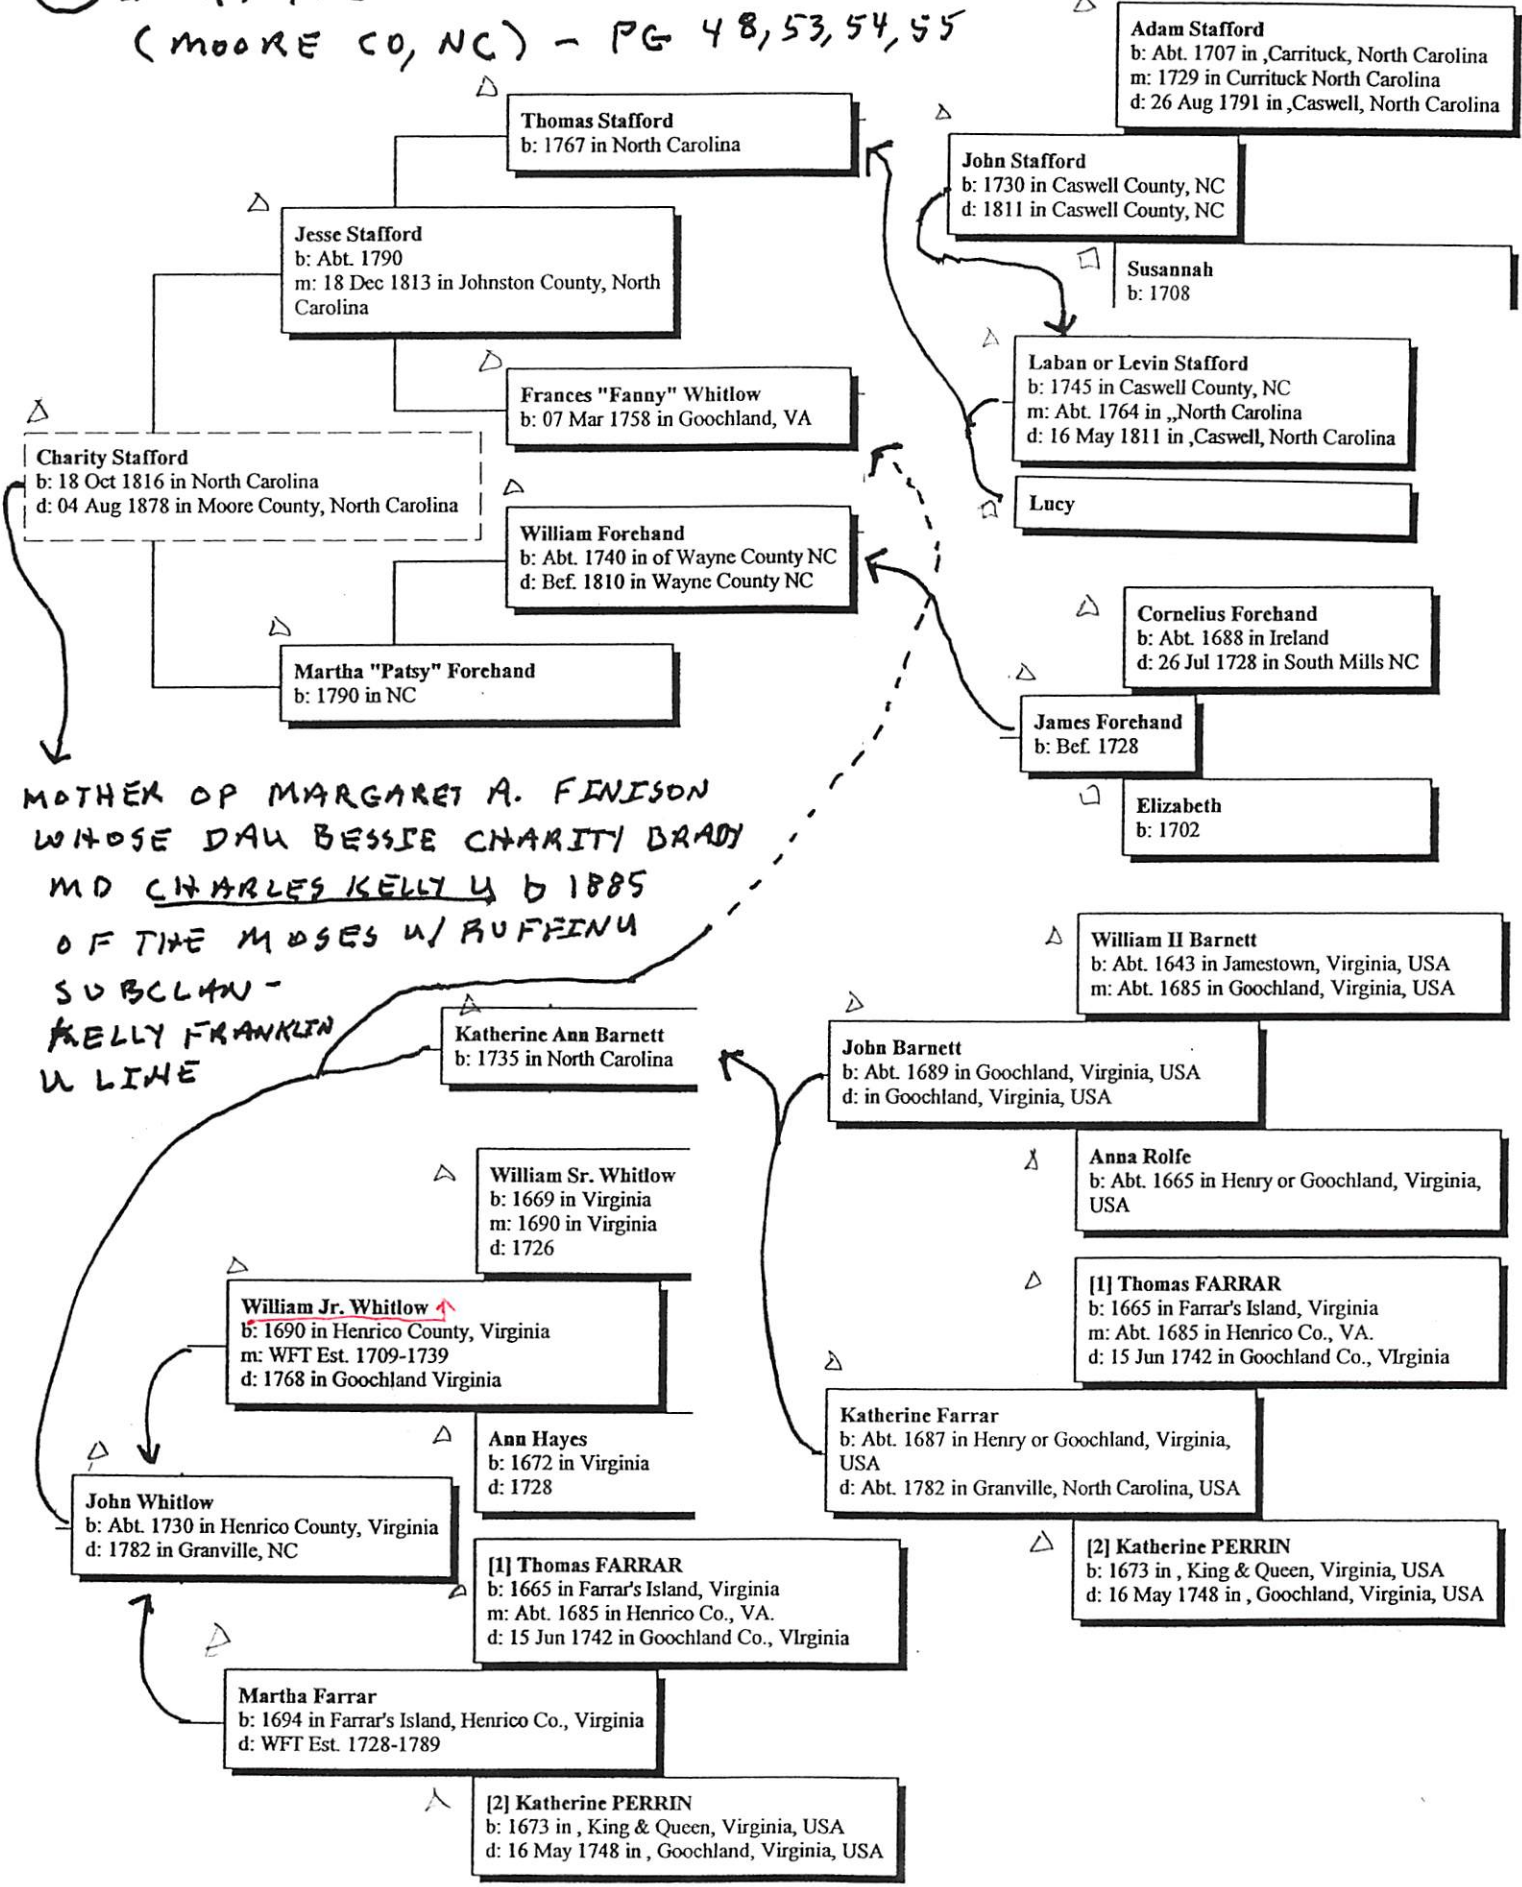 (MOORE CO, NC) - PG 48,53,54,55
Adam Stafford
b: Abt. 1707 in ,Carrituck, North Carolina
m: 1729 in Currituck North Carolina
d: 26 Aug 1791 in ,Caswell, North Carolina
Thomas Stafford
b: 1767 in North Carolina
John Stafford
b: 1730 in Caswell County, NC
d: 1811 in Caswell County, NC
Jesse Stafford
b: Abt. 1790
m: 18 Dec 1813 in Johnston County, North
Carolina
Susannah
b: 1708
Laban or Levin Stafford
b: 1745 in Caswell County, NC
m: Abt. 1764 in ,,North Carolina
d: 16 May 1811 in ,Caswell, North Carolina
Frances "Fanny" Whitlow
b: 07 Mar 1758 in Goochland, VA
Charity Stafford
b: 18 Oct 1816 in North Carolina
d: 04 Aug 1878 in Moore County, North Carolina
Lucy
William Forehand
b: Abt. 1740 in of Wayne County NC
d: Bef. 1810 in Wayne County NC
Cornelius Forehand
b: Abt. 1688 in Ireland
d: 26 Jul 1728 in South Mills NC
Martha "Patsy" Forehand
b: 1790 in NC
James Forehand
b: Bef. 1728
Elizabeth
b: 1702
MOTHER OF MARGARET A. FINISON
WHOSE DAU BESSIE CHARITY BRADY
MD CHARLES KELLY U b 1885
OF THE MOSES U/ RUFFIN U
SUBCLAN -
KELLY FRANKLIN
U LINE
William II Barnett
b: Abt. 1643 in Jamestown, Virginia, USA
m: Abt. 1685 in Goochland, Virginia, USA
Katherine Ann Barnett
b: 1735 in North Carolina
John Barnett
b: Abt. 1689 in Goochland, Virginia, USA
d: in Goochland, Virginia, USA
Anna Rolfe
b: Abt. 1665 in Henry or Goochland, Virginia,
USA
William Sr. Whitlow
b: 1669 in Virginia
m: 1690 in Virginia
d: 1726
[1] Thomas FARRAR
b: 1665 in Farrar's Island, Virginia
m: Abt. 1685 in Henrico Co., VA.
d: 15 Jun 1742 in Goochland Co., VIrginia
William Jr. Whitlow
b: 1690 in Henrico County, Virginia
m: WFT Est. 1709-1739
d: 1768 in Goochland Virginia
Katherine Farrar
b: Abt. 1687 in Henry or Goochland, Virginia,
USA
d: Abt. 1782 in Granville, North Carolina, USA
Ann Hayes
b: 1672 in Virginia
d: 1728
John Whitlow
b: Abt. 1730 in Henrico County, Virginia
d: 1782 in Granville, NC
[2] Katherine PERRIN
b: 1673 in , King & Queen, Virginia, USA
d: 16 May 1748 in , Goochland, Virginia, USA
[1] Thomas FARRAR
b: 1665 in Farrar's Island, Virginia
m: Abt. 1685 in Henrico Co., VA.
d: 15 Jun 1742 in Goochland Co., VIrginia
Martha Farrar
b: 1694 in Farrar's Island, Henrico Co., Virginia
d: WFT Est. 1728-1789
[2] Katherine PERRIN
b: 1673 in , King & Queen, Virginia, USA
d: 16 May 1748 in , Goochland, Virginia, USA